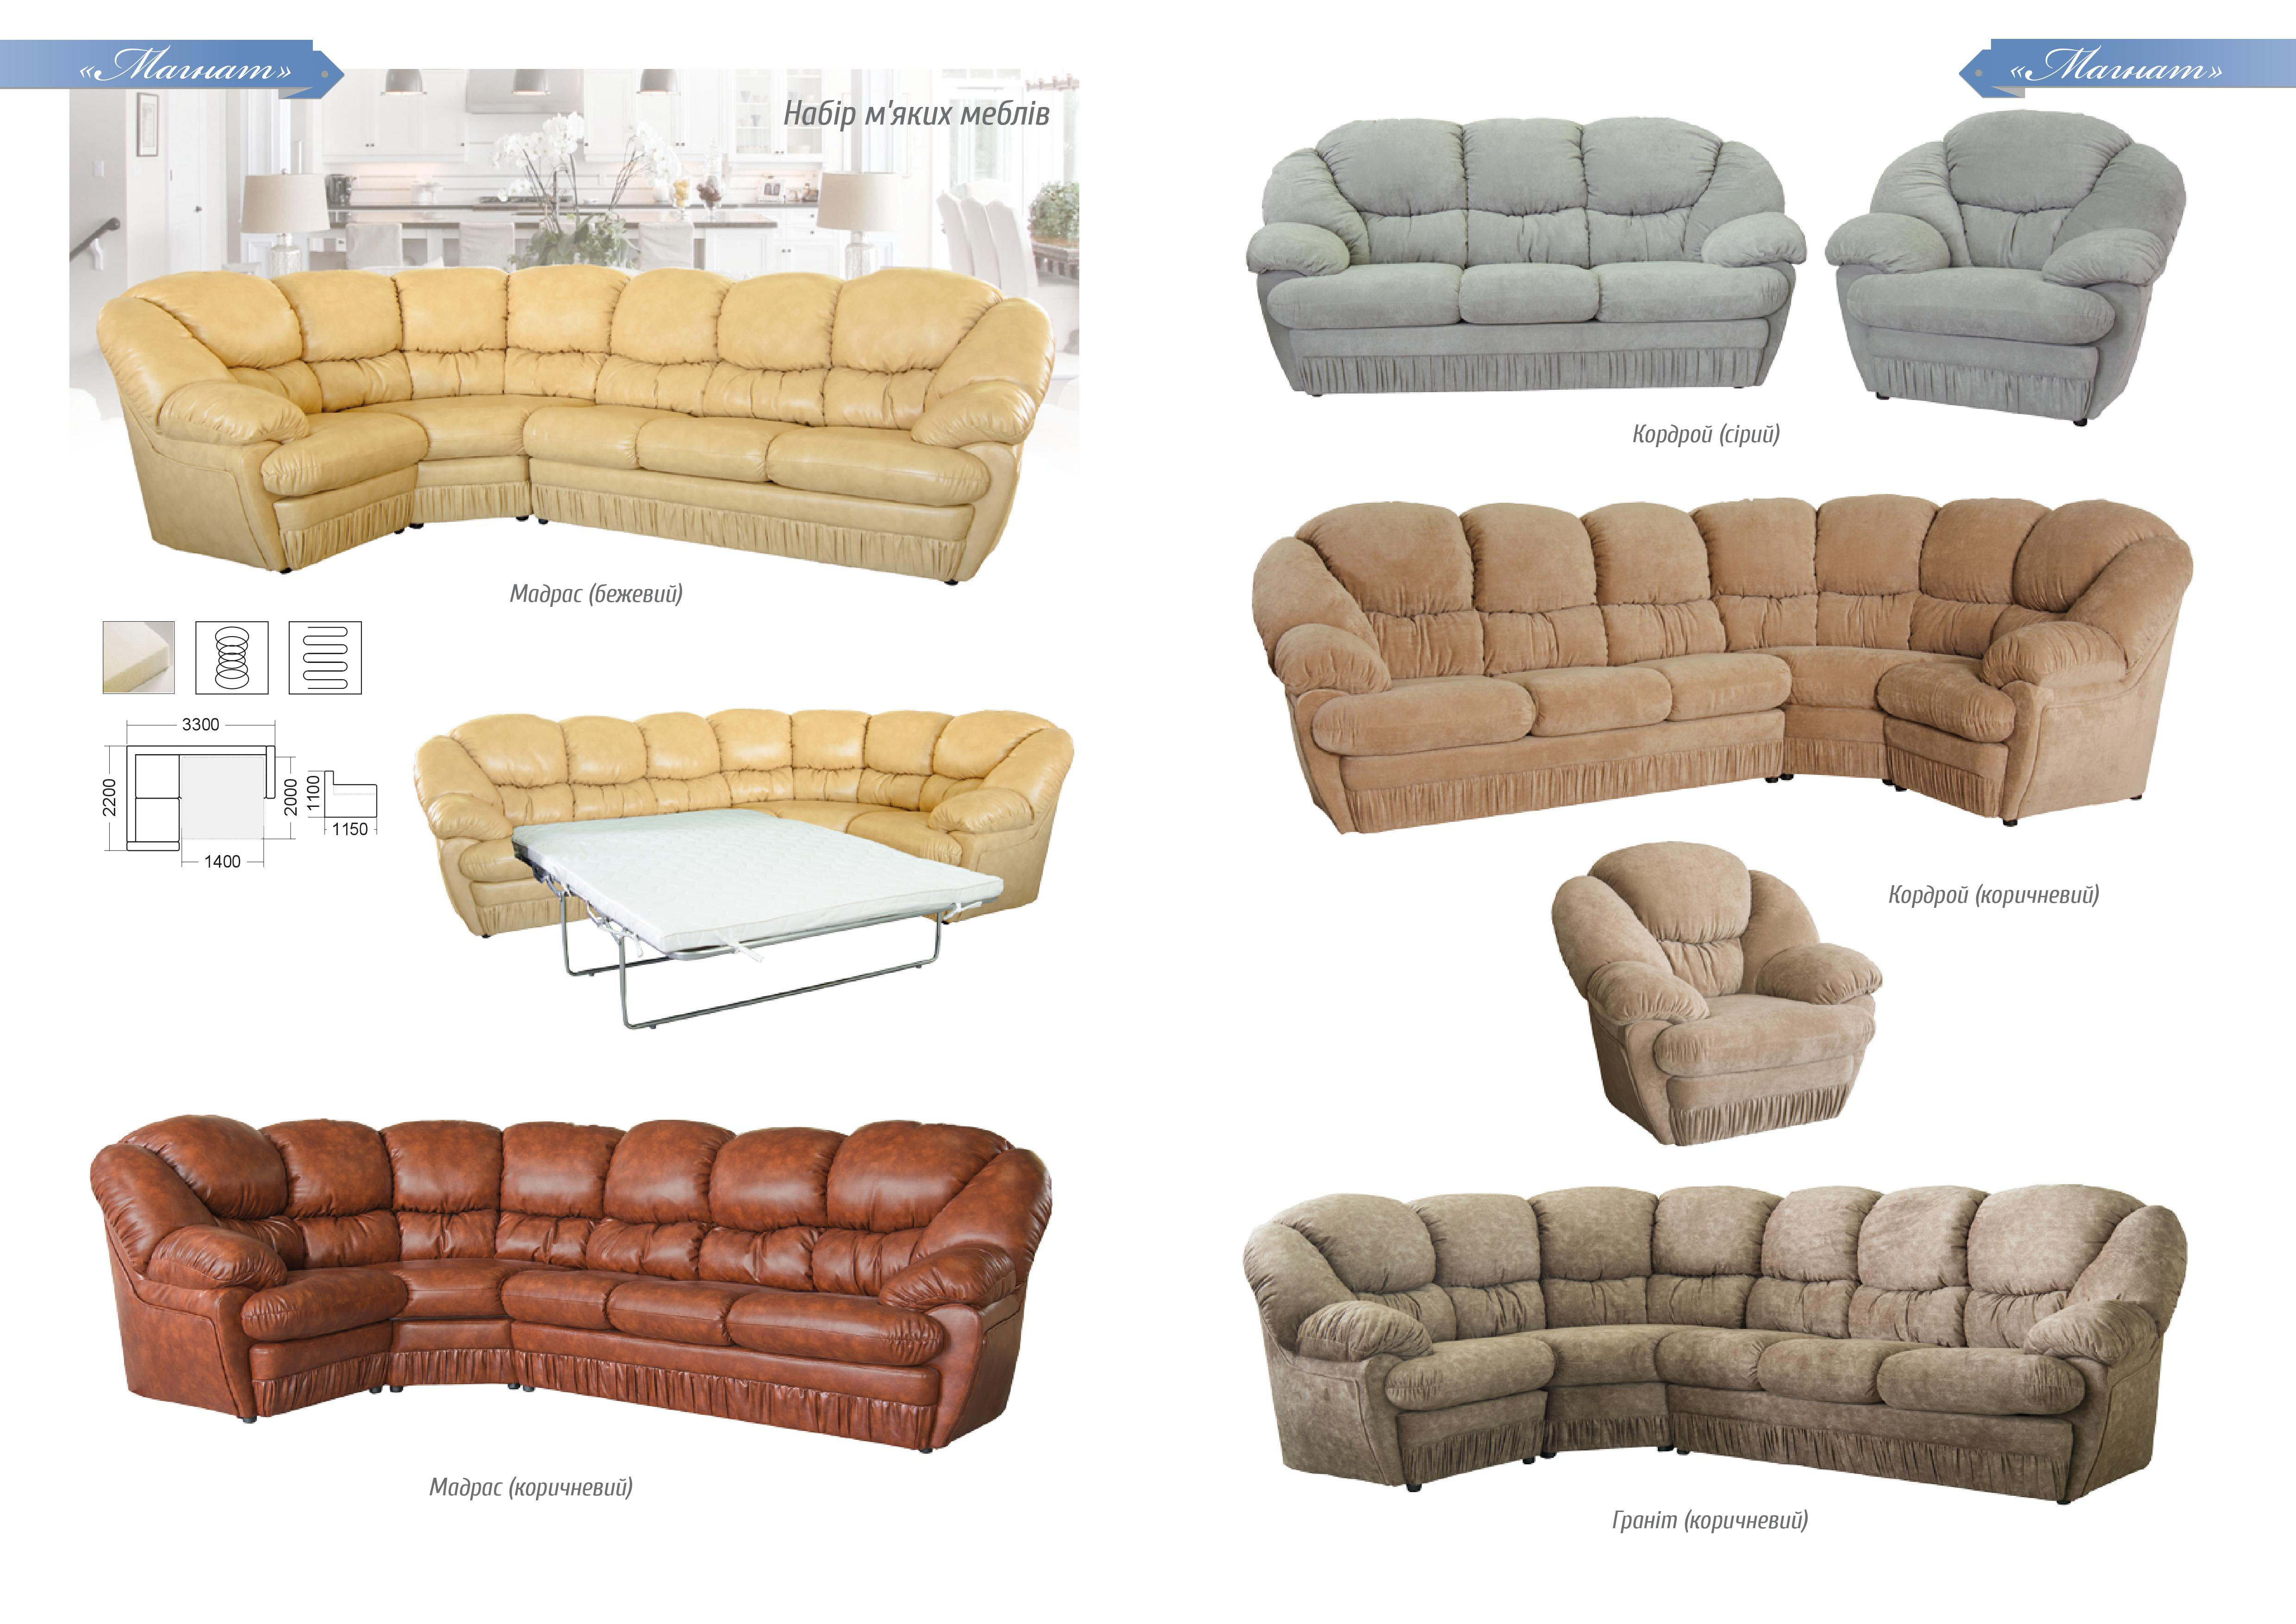 «Магнат»
Набір м'яких меблів
Мадрас (бежевий)
3300
2200
2000
1100
1150
1400
Мадрас (коричневий)
«Магнат»
Кордрой (сірий)
Кордрой (коричневий)
Граніт (коричневий)